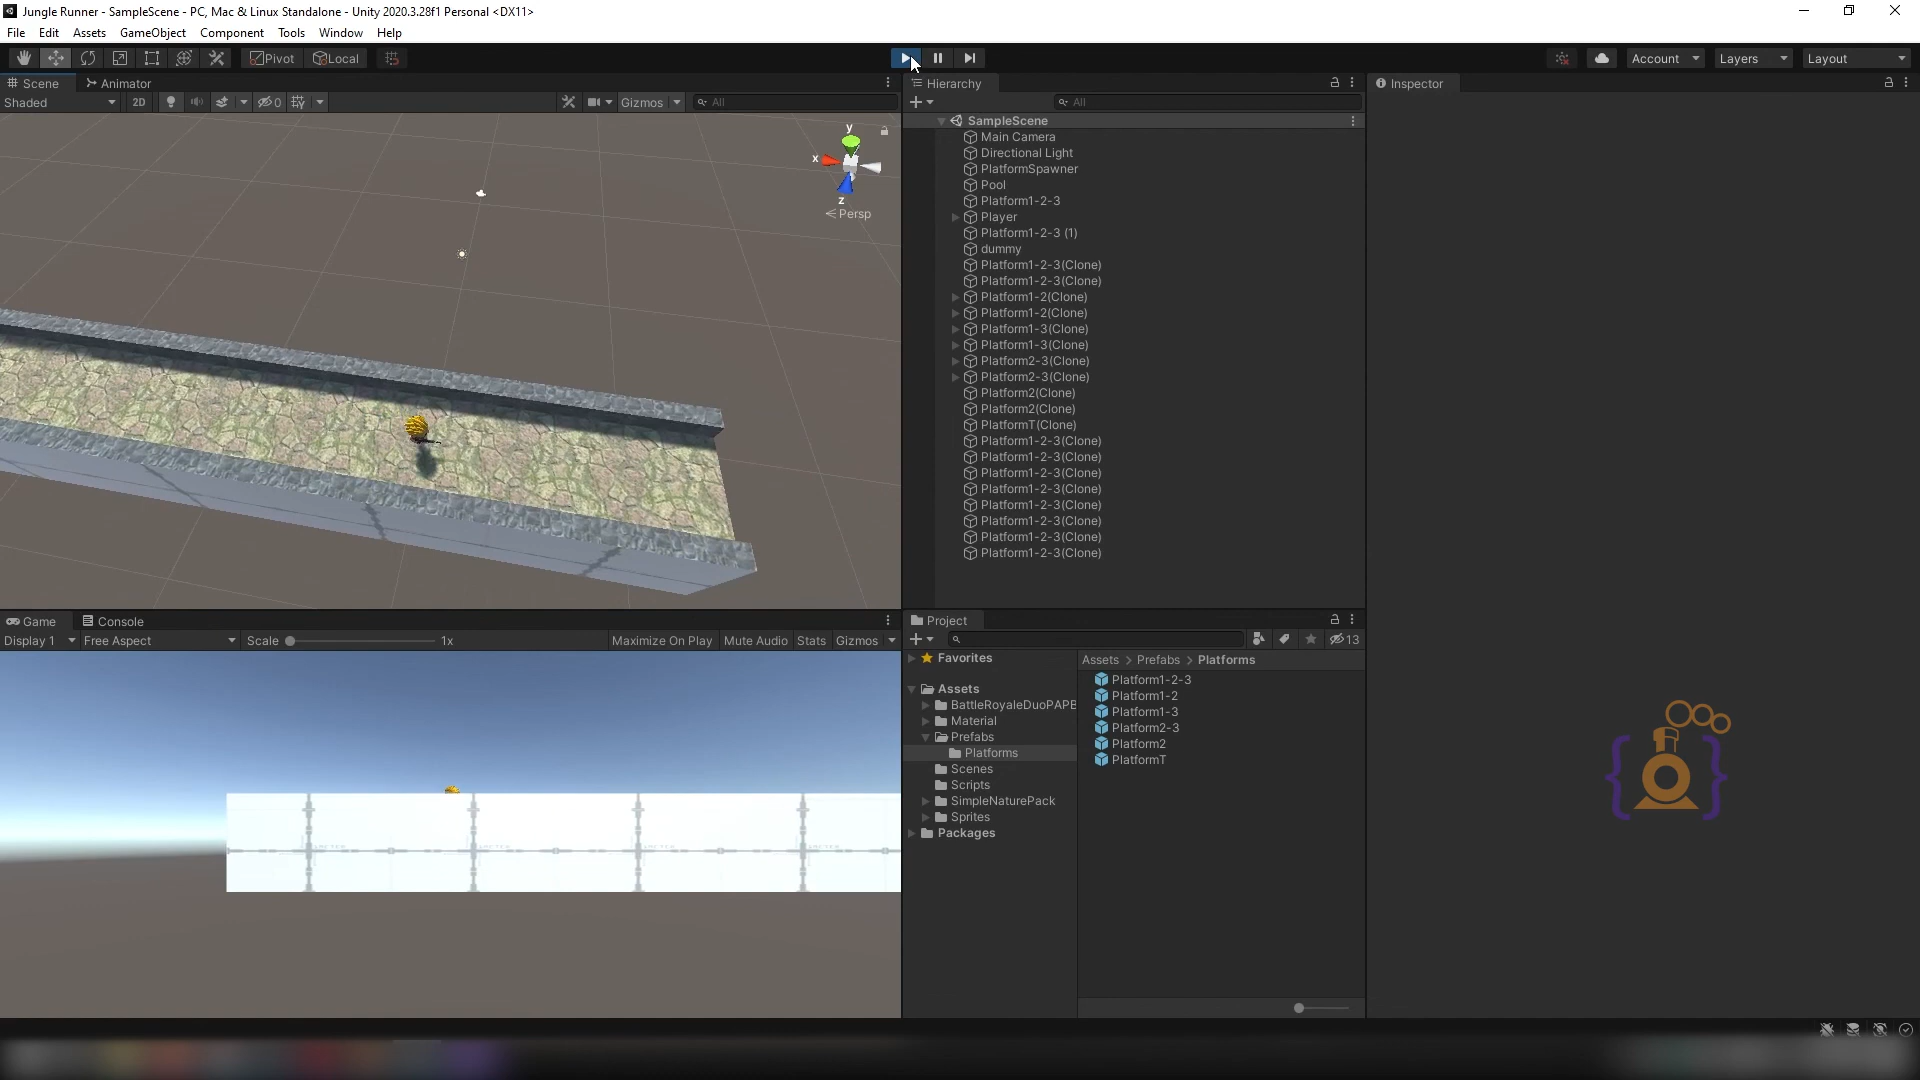 Jungle Runner - SampleScene - PC, Mac & Linux Standalone - Unity 2020.3.28f1 Personal <DX11>
File Edit Assets GameObject Component Tools Window Help
Pivot Local Account Layers Layout
Scene Animator
Shaded 2D 0 Gizmos All
y
x
z
Persp
Hierarchy
All
SampleScene
Main Camera
Directional Light
PlatformSpawner
Pool
Platform1-2-3
Player
Platform1-2-3 (1)
dummy
Platform1-2-3(Clone)
Platform1-2-3(Clone)
Platform1-2(Clone)
Platform1-2(Clone)
Platform1-3(Clone)
Platform1-3(Clone)
Platform2-3(Clone)
Platform2-3(Clone)
Platform2(Clone)
Platform2(Clone)
PlatformT(Clone)
Platform1-2-3(Clone)
Platform1-2-3(Clone)
Platform1-2-3(Clone)
Platform1-2-3(Clone)
Platform1-2-3(Clone)
Platform1-2-3(Clone)
Platform1-2-3(Clone)
Platform1-2-3(Clone)
Inspector
Game Console
Display 1 Free Aspect Scale 1x Maximize On Play Mute Audio Stats Gizmos
Project
13
Favorites
Assets
BattleRoyaleDuoPAPB
Material
Prefabs
Platforms
Scenes
Scripts
SimpleNaturePack
Sprites
Packages
Assets > Prefabs > Platforms
Platform1-2-3
Platform1-2
Platform1-3
Platform2-3
Platform2
PlatformT